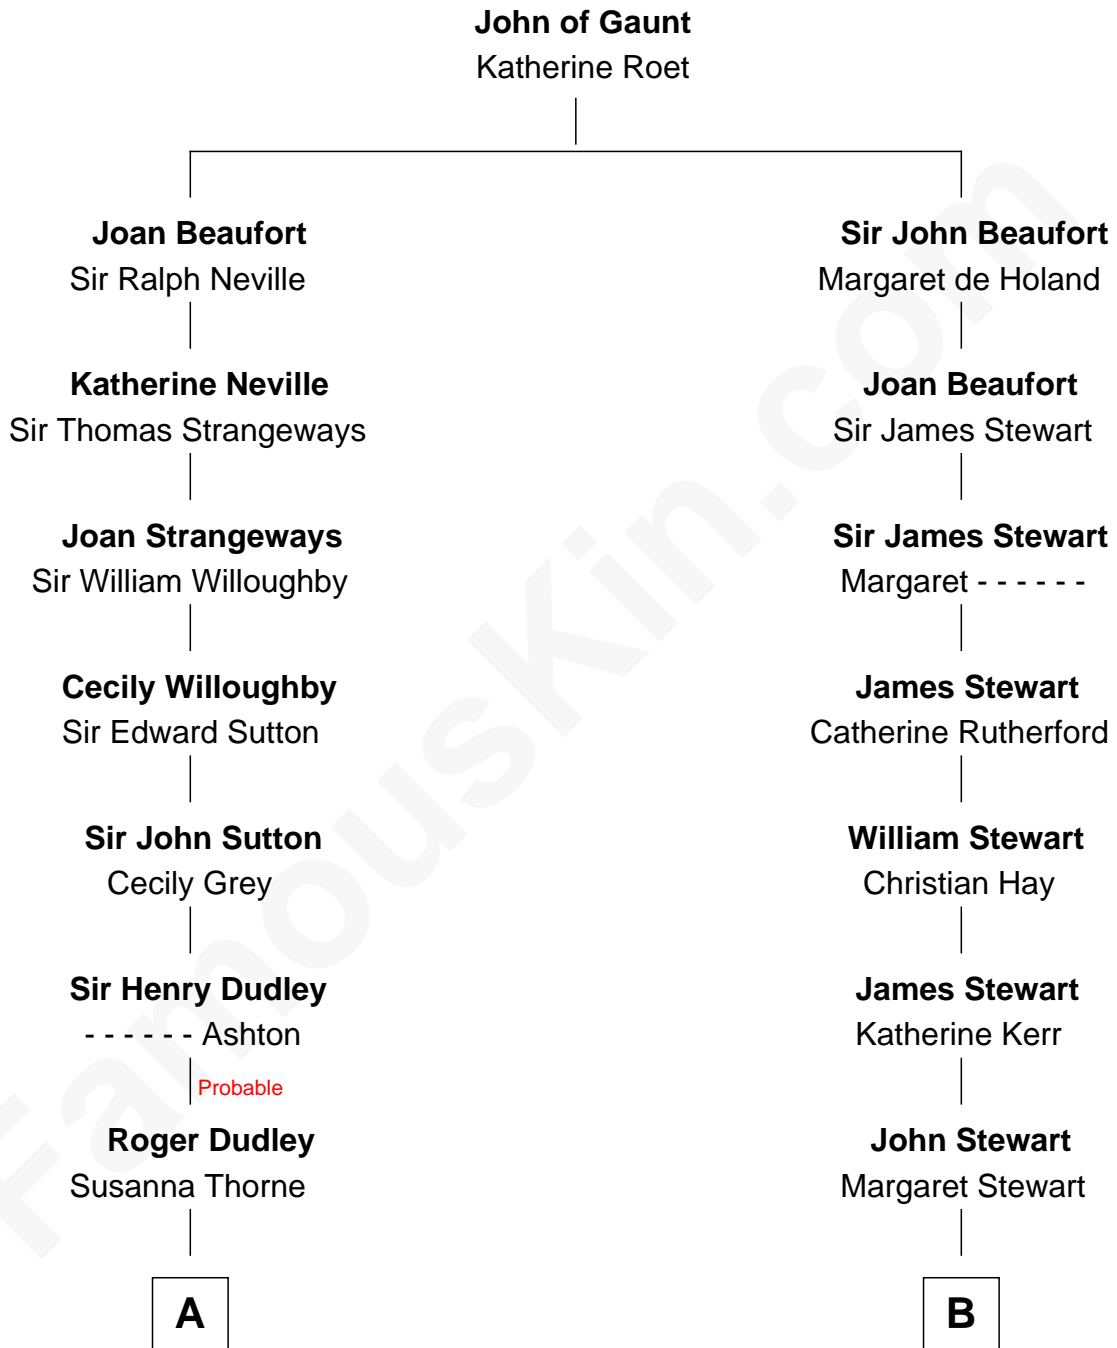 John of Gaunt
Katherine Roet
Joan Beaufort
Sir Ralph Neville
Katherine Neville
Sir Thomas Strangeways
Joan Strangeways
Sir William Willoughby
Cecily Willoughby
Sir Edward Sutton
Sir John Sutton
Cecily Grey
Sir Henry Dudley
- - - - - - Ashton
Probable
Roger Dudley
Susanna Thorne
A
Sir John Beaufort
Margaret de Holand
Joan Beaufort
Sir James Stewart
Sir James Stewart
Margaret - - - - - -
James Stewart
Catherine Rutherford
William Stewart
Christian Hay
James Stewart
Katherine Kerr
John Stewart
Margaret Stewart
B
FamousKin.com